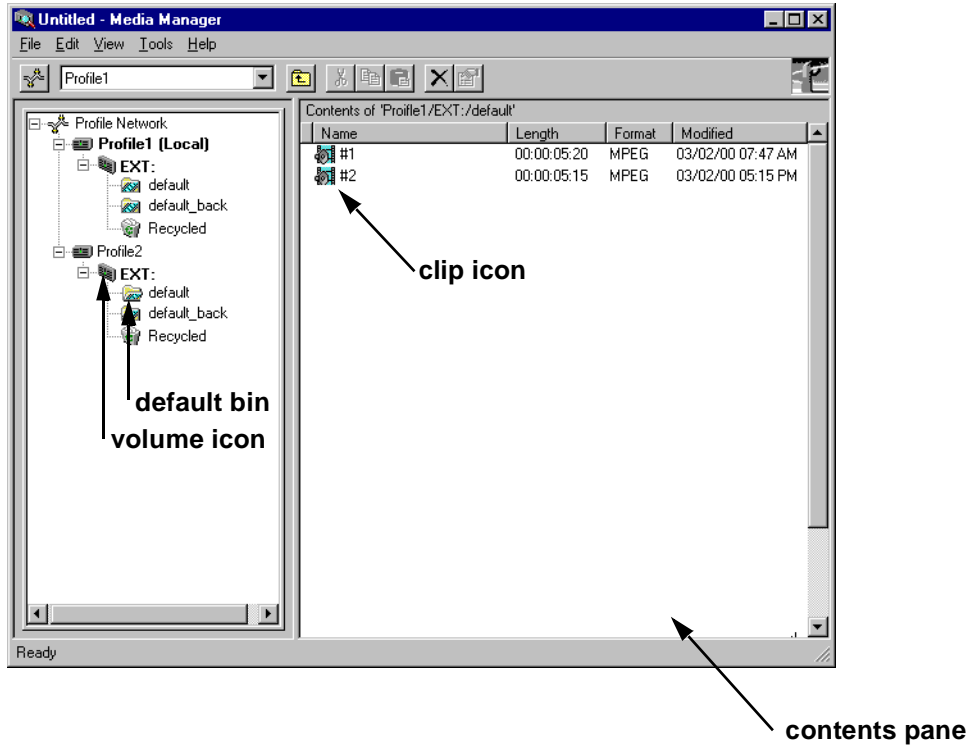 Untitled - Media Manager
File Edit View Tools Help
Profile1
Contents of 'Proifle1/EXT:/default'
Profile Network
Profile1 (Local)
EXT:
default
default_back
Recycled
Profile2
EXT:
default
default_back
Recycled
Name Length Format Modified
#1 00:00:05:20 MPEG 03/02/00 07:47 AM
#2 00:00:05:15 MPEG 03/02/00 05:15 PM
clip icon
default bin
volume icon
Ready
contents pane